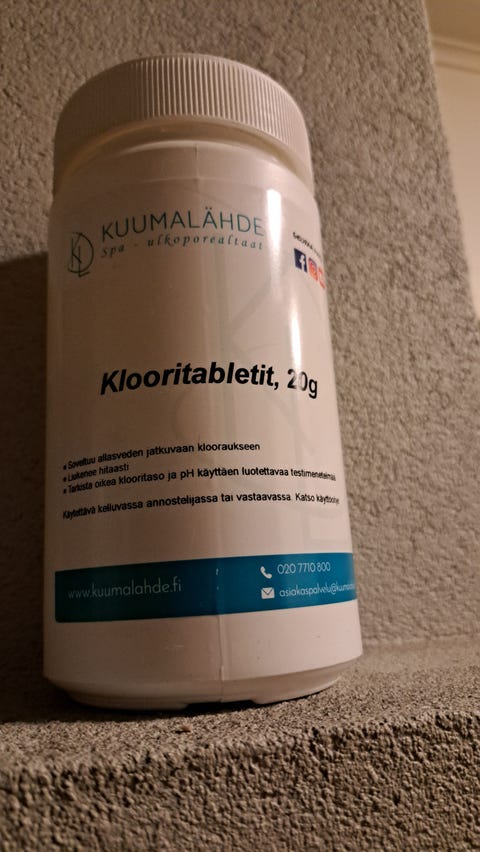 KUUMALÄHDE
Spa - ulkoporealtaat
Klooritabletit, 20g
• Soveltuu allasveden jatkuvaan klooraukseen
• Liukenee hitaasti
• Tarkista oikea klooritaso ja pH käyttäen luotettavaa testimenetelmää
Käytettävä kelluvassa annostelijassa tai vastaavassa. Katso
www.kuumalahde.fi
020 7710 800